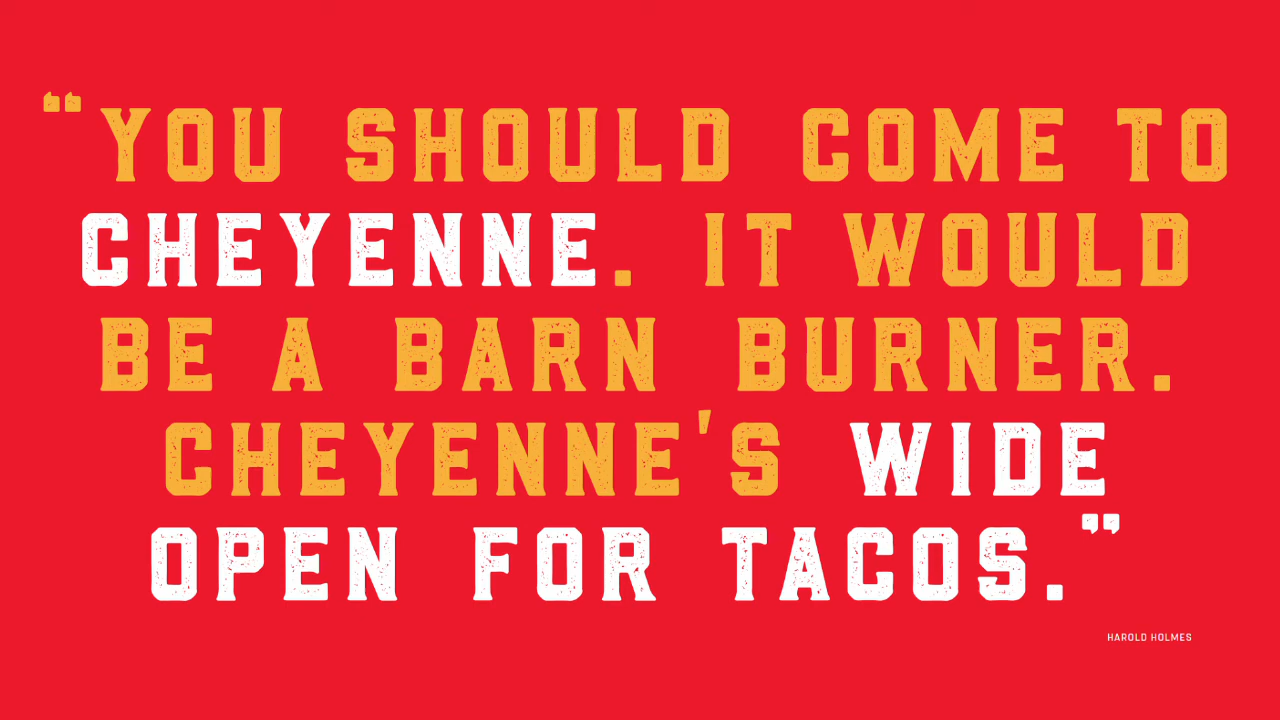 “YOU SHOULD COME TO
CHEYENNE. IT WOULD
BE A BARN BURNER.
CHEYENNE'S WIDE
OPEN FOR TACOS.”
HAROLD HOLMES